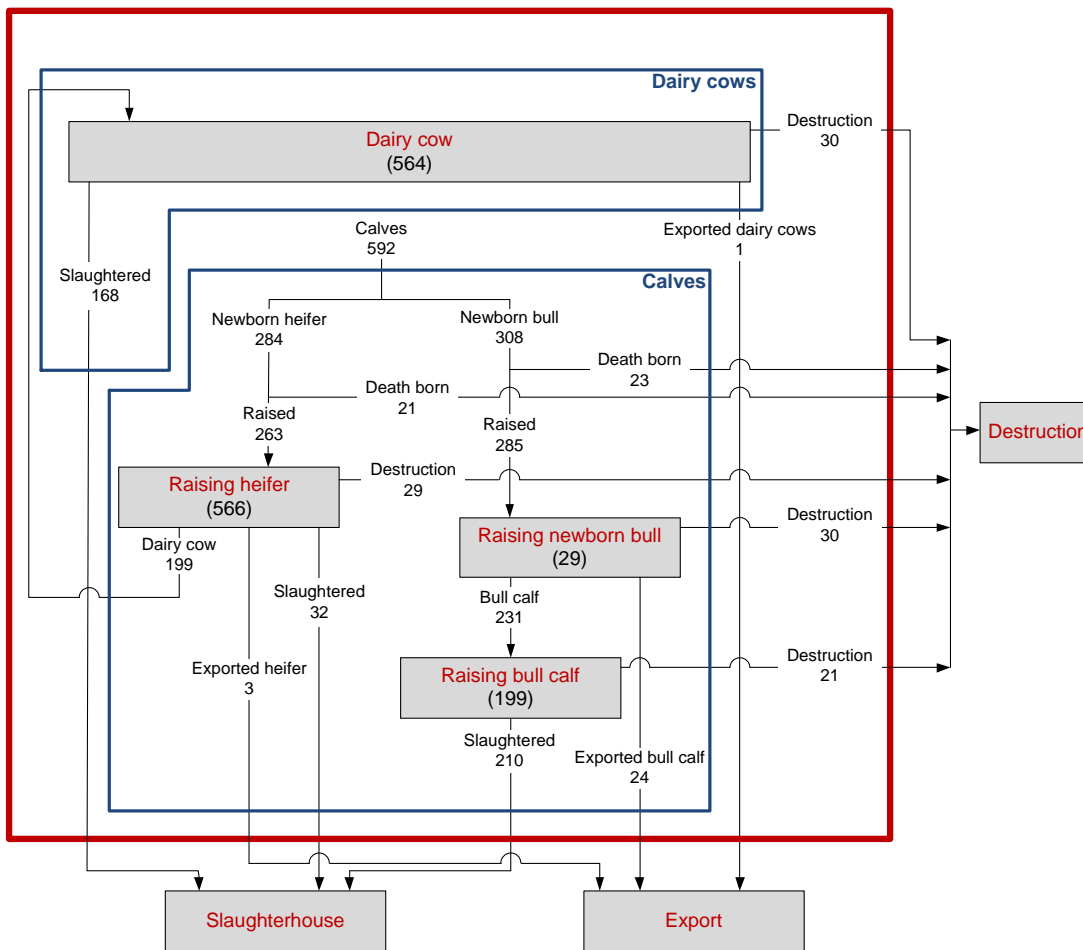 Dairy cows
Dairy cow
(564)
Destruction
30
Calves
592
Exported dairy cows
1
Slaughtered
168
Calves
Newborn heifer
284
Newborn bull
308
Death born
23
Death born
21
Raised
263
Raised
285
Destruction
Raising heifer
(566)
Destruction
29
Raising newborn bull
(29)
Destruction
30
Dairy cow
199
Slaughtered
32
Bull calf
231
Exported heifer
3
Raising bull calf
(199)
Destruction
21
Slaughtered
210
Exported bull calf
24
Slaughterhouse
Export